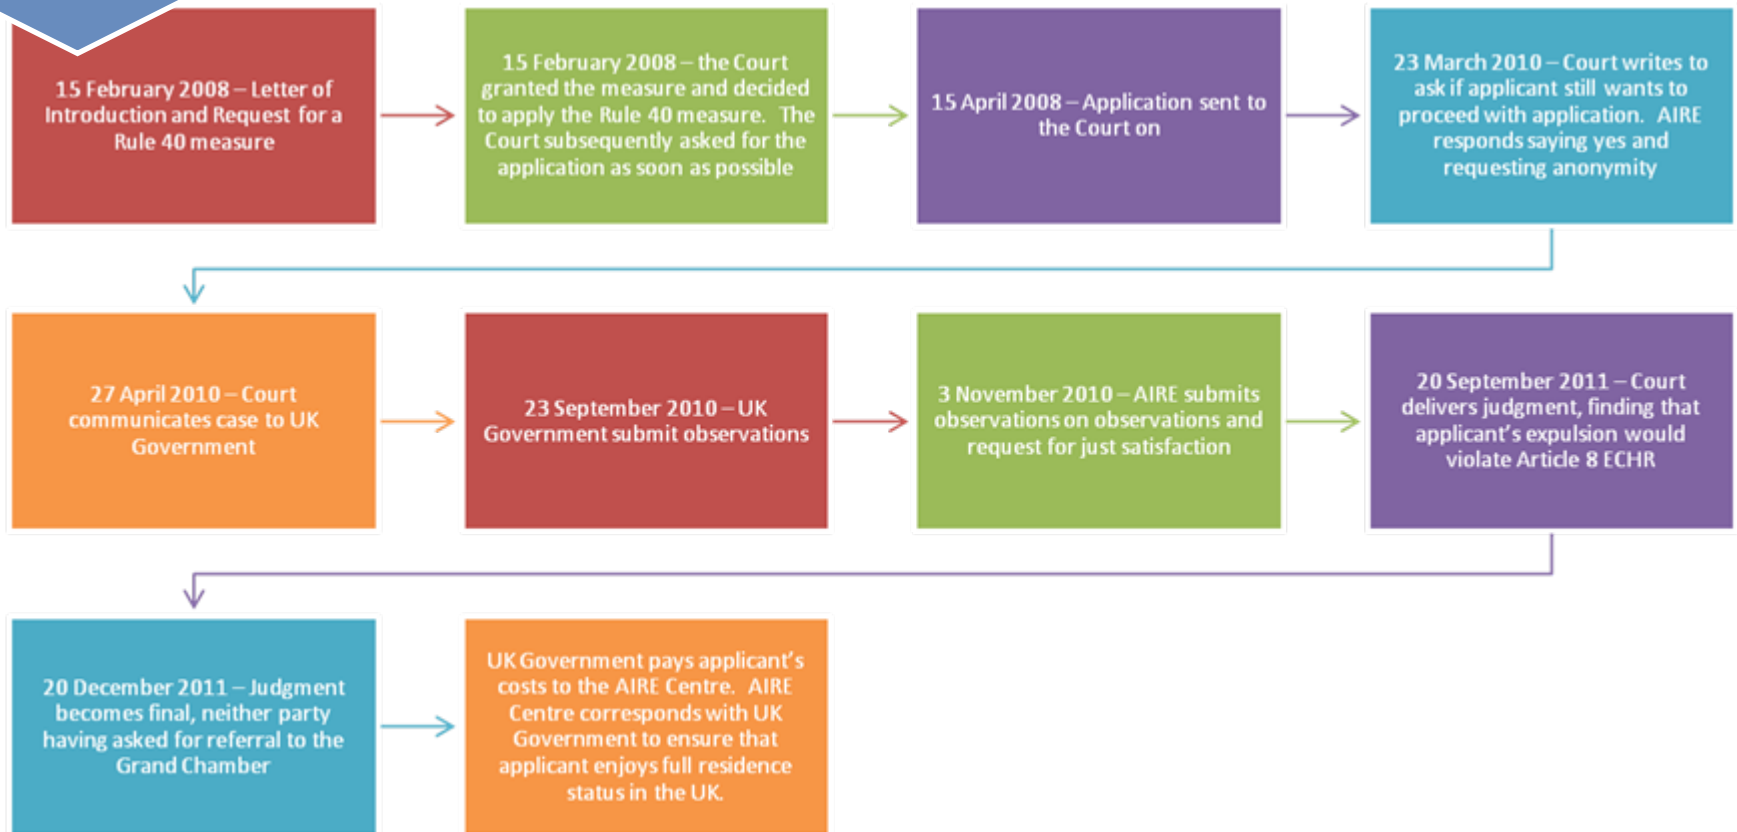 15 February 2008 – Letter of
Introduction and Request for a
Rule 40 measure
15 February 2008 – the Court
granted the measure and decided
to apply the Rule 40 measure. The
Court subsequently asked for the
application as soon as possible
15 April 2008 – Application sent to
the Court on
23 March 2010 – Court writes to
ask if applicant still wants to
proceed with application. AIRE
responds saying yes and
requesting anonymity
27 April 2010 – Court
communicates case to UK
Government
23 September 2010 – UK
Government submit observations
3 November 2010 – AIRE submits
observations on observations and
request for just satisfaction
20 September 2011 – Court
delivers judgment, finding that
applicant's expulsion would
violate Article 8 ECHR
20 December 2011 – Judgment
becomes final, neither party
having asked for referral to the
Grand Chamber
UK Government pays applicant's
costs to the AIRE Centre. AIRE
Centre corresponds with UK
Government to ensure that
applicant enjoys full residence
status in the UK.